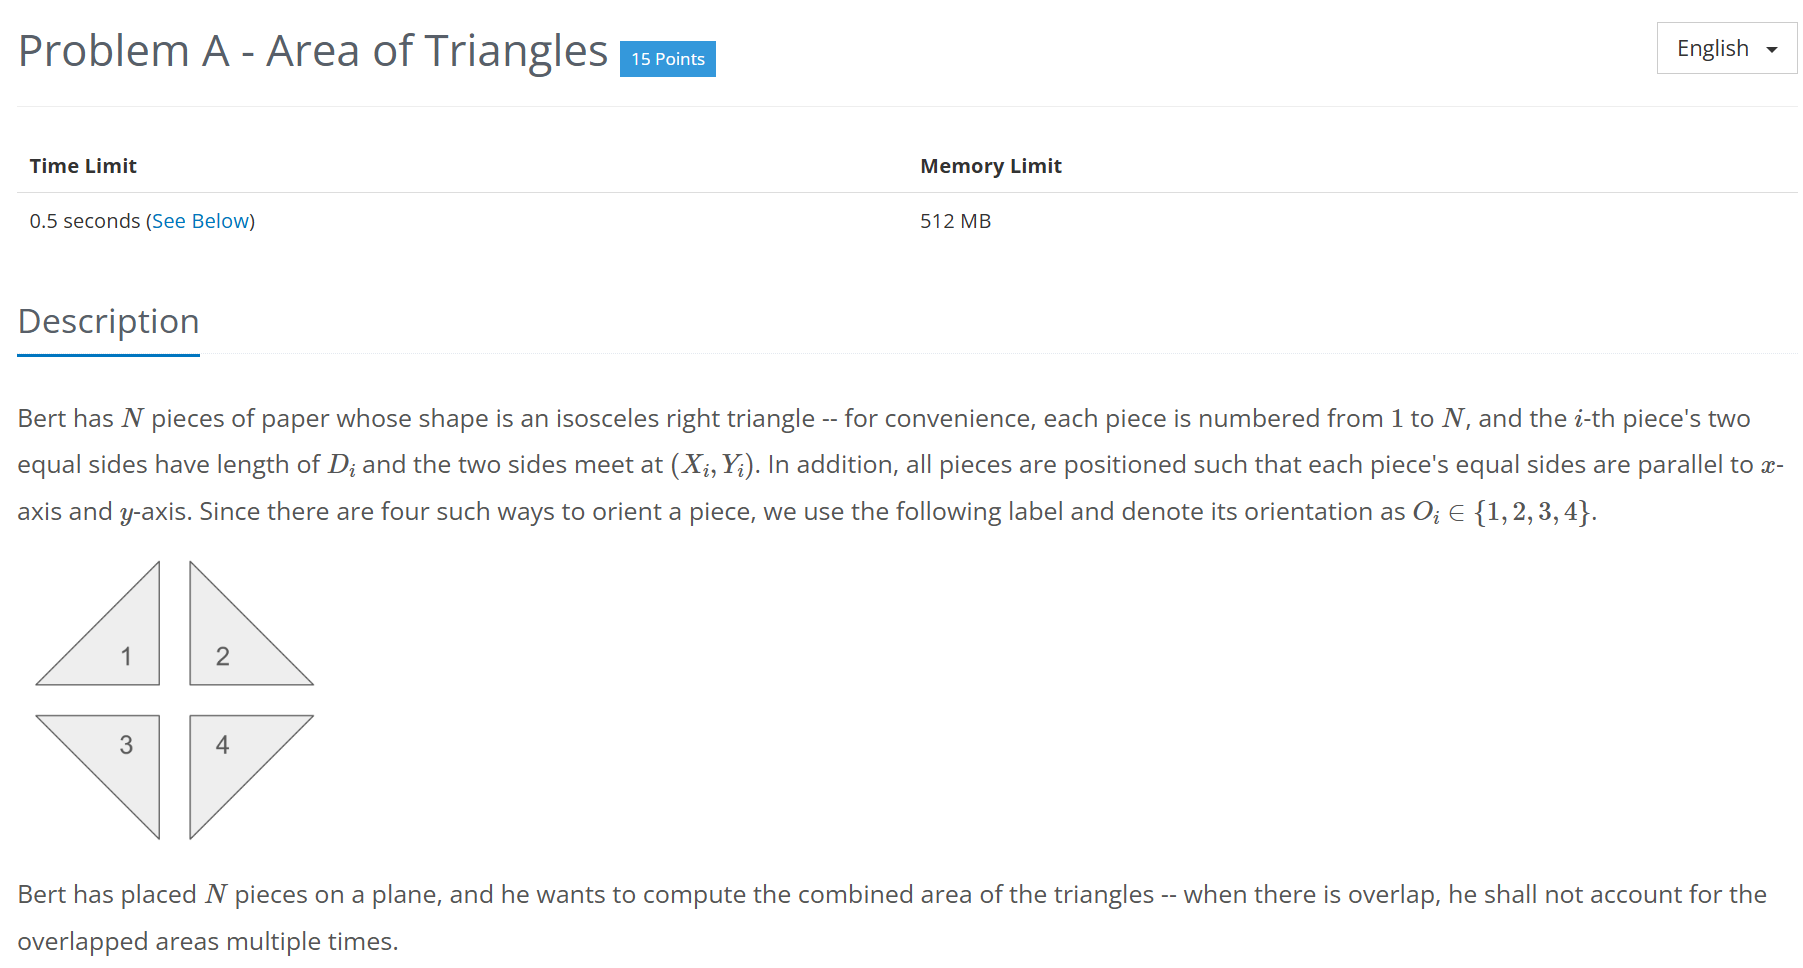 Problem A - Area of Triangles 15 Points English
Time Limit Memory Limit
0.5 seconds (See Below) 512 MB
Description
Bert has N pieces of paper whose shape is an isosceles right triangle -- for convenience, each piece is numbered from 1 to N, and the i-th piece's two
equal sides have length of Dᵢ and the two sides meet at (Xᵢ, Yᵢ). In addition, all pieces are positioned such that each piece's equal sides are parallel to x-
axis and y-axis. Since there are four such ways to orient a piece, we use the following label and denote its orientation as Oᵢ ∈ {1, 2, 3, 4}.
1 2
3 4
Bert has placed N pieces on a plane, and he wants to compute the combined area of the triangles -- when there is overlap, he shall not account for the
overlapped areas multiple times.